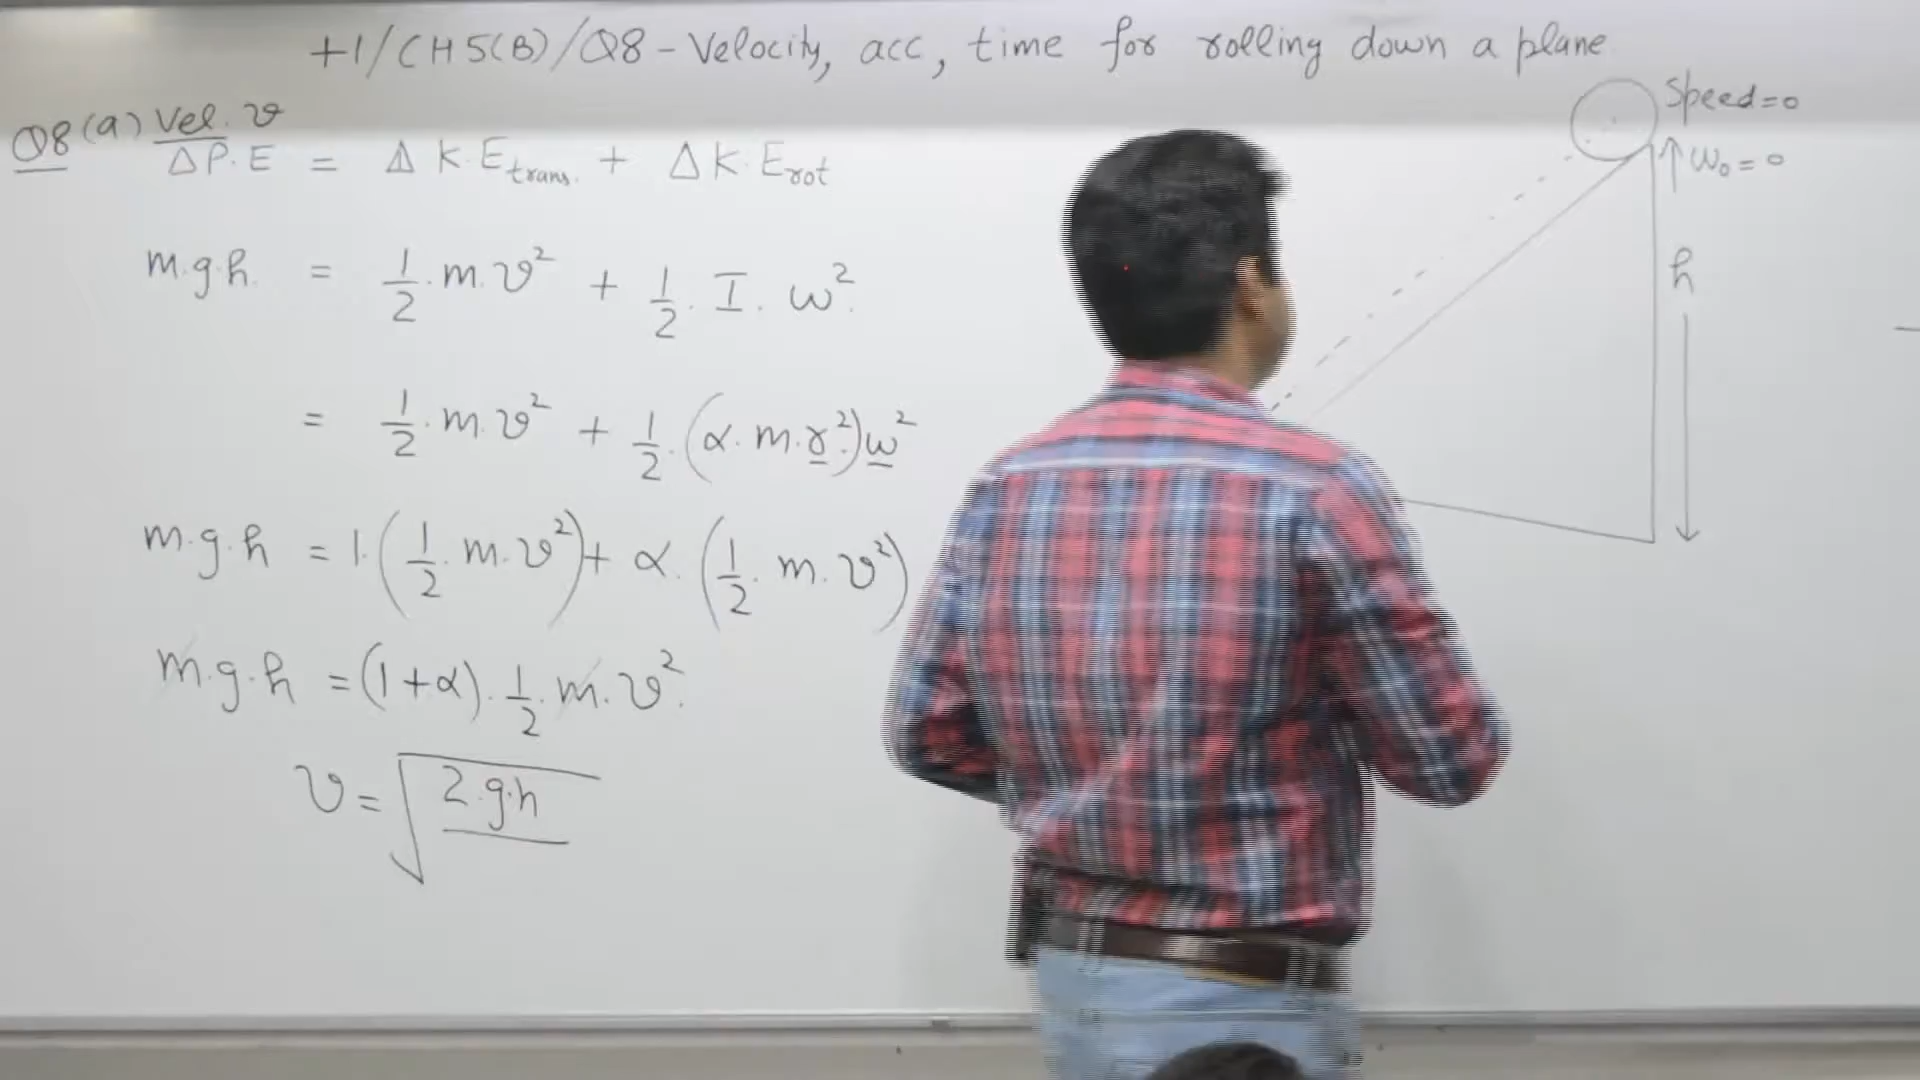 +1/CH5(B)/Q8 - Velocity, acc, time for rolling down a plane
Q8 (a) Vel. v
ΔP.E = ΔK.E trans. + ΔK.E rot
m.g.h = 1/2.m.v² + 1/2.I.ω².
= 1/2.m.v² + 1/2.(α.m.r².)ω²
m.g.h = 1.(1/2.m.v²) + α.(1/2.m.v²)
m.g.h = (1+α).1/2.m.v².
v = √2.g.h
Speed = 0
ω₀ = 0
h